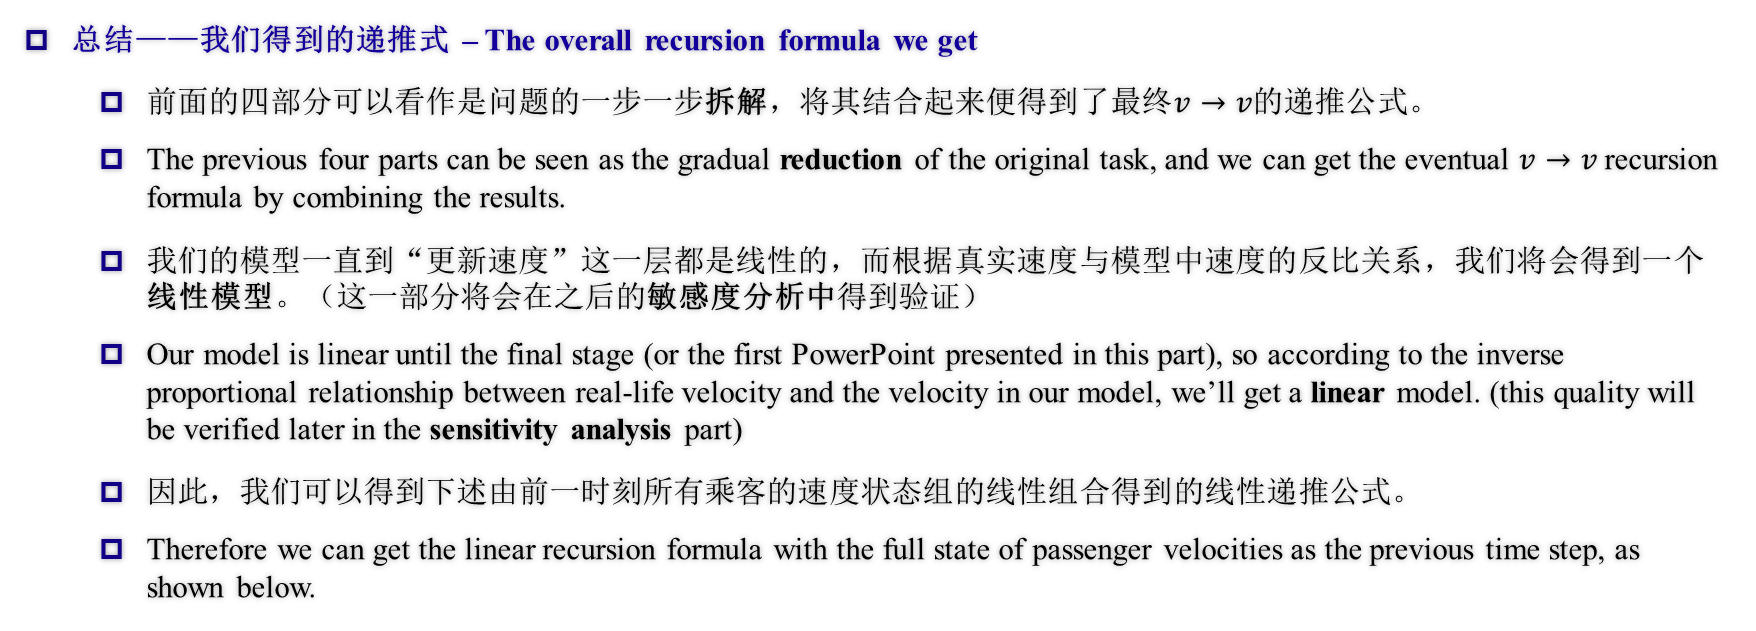 总结——我们得到的递推式 – The overall recursion formula we get
前面的四部分可以看作是问题的一步一步拆解，将其结合起来便得到了最终v → v的递推公式。
The previous four parts can be seen as the gradual reduction of the original task, and we can get the eventual v → v recursion
formula by combining the results.
我们的模型一直到“更新速度”这一层都是线性的，而根据真实速度与模型中速度的反比关系，我们将会得到一个
线性模型。（这一部分将会在之后的敏感度分析中得到验证）
Our model is linear until the final stage (or the first PowerPoint presented in this part), so according to the inverse
proportional relationship between real-life velocity and the velocity in our model, we’ll get a linear model. (this quality will
be verified later in the sensitivity analysis part)
因此，我们可以得到下述由前一时刻所有乘客的速度状态组的线性组合得到的线性递推公式。
Therefore we can get the linear recursion formula with the full state of passenger velocities as the previous time step, as
shown below.